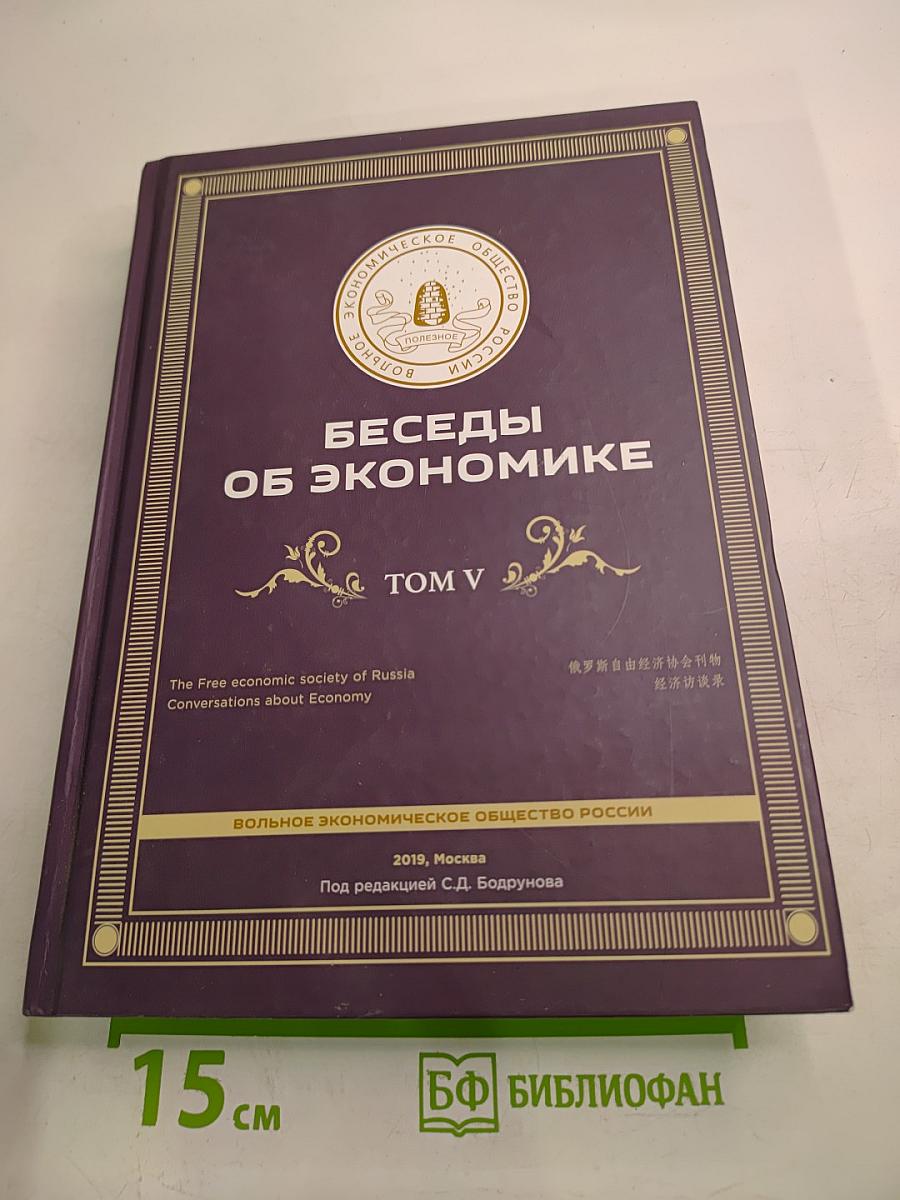 ВОЛЬНОЕ ЭКОНОМИЧЕСКОЕ ОБЩЕСТВО РОССИИ
ПОЛЕЗНОЕ
БЕСЕДЫ
ОБ ЭКОНОМИКЕ
ТОМ V
The Free economic society of Russia
Conversations about Economy
俄罗斯自由经济协会刊物
经济访谈录
ВОЛЬНОЕ ЭКОНОМИЧЕСКОЕ ОБЩЕСТВО РОССИИ
2019, Москва
Под редакцией С.Д. Бодрунова
15 см
БФ БИБЛИОФАН